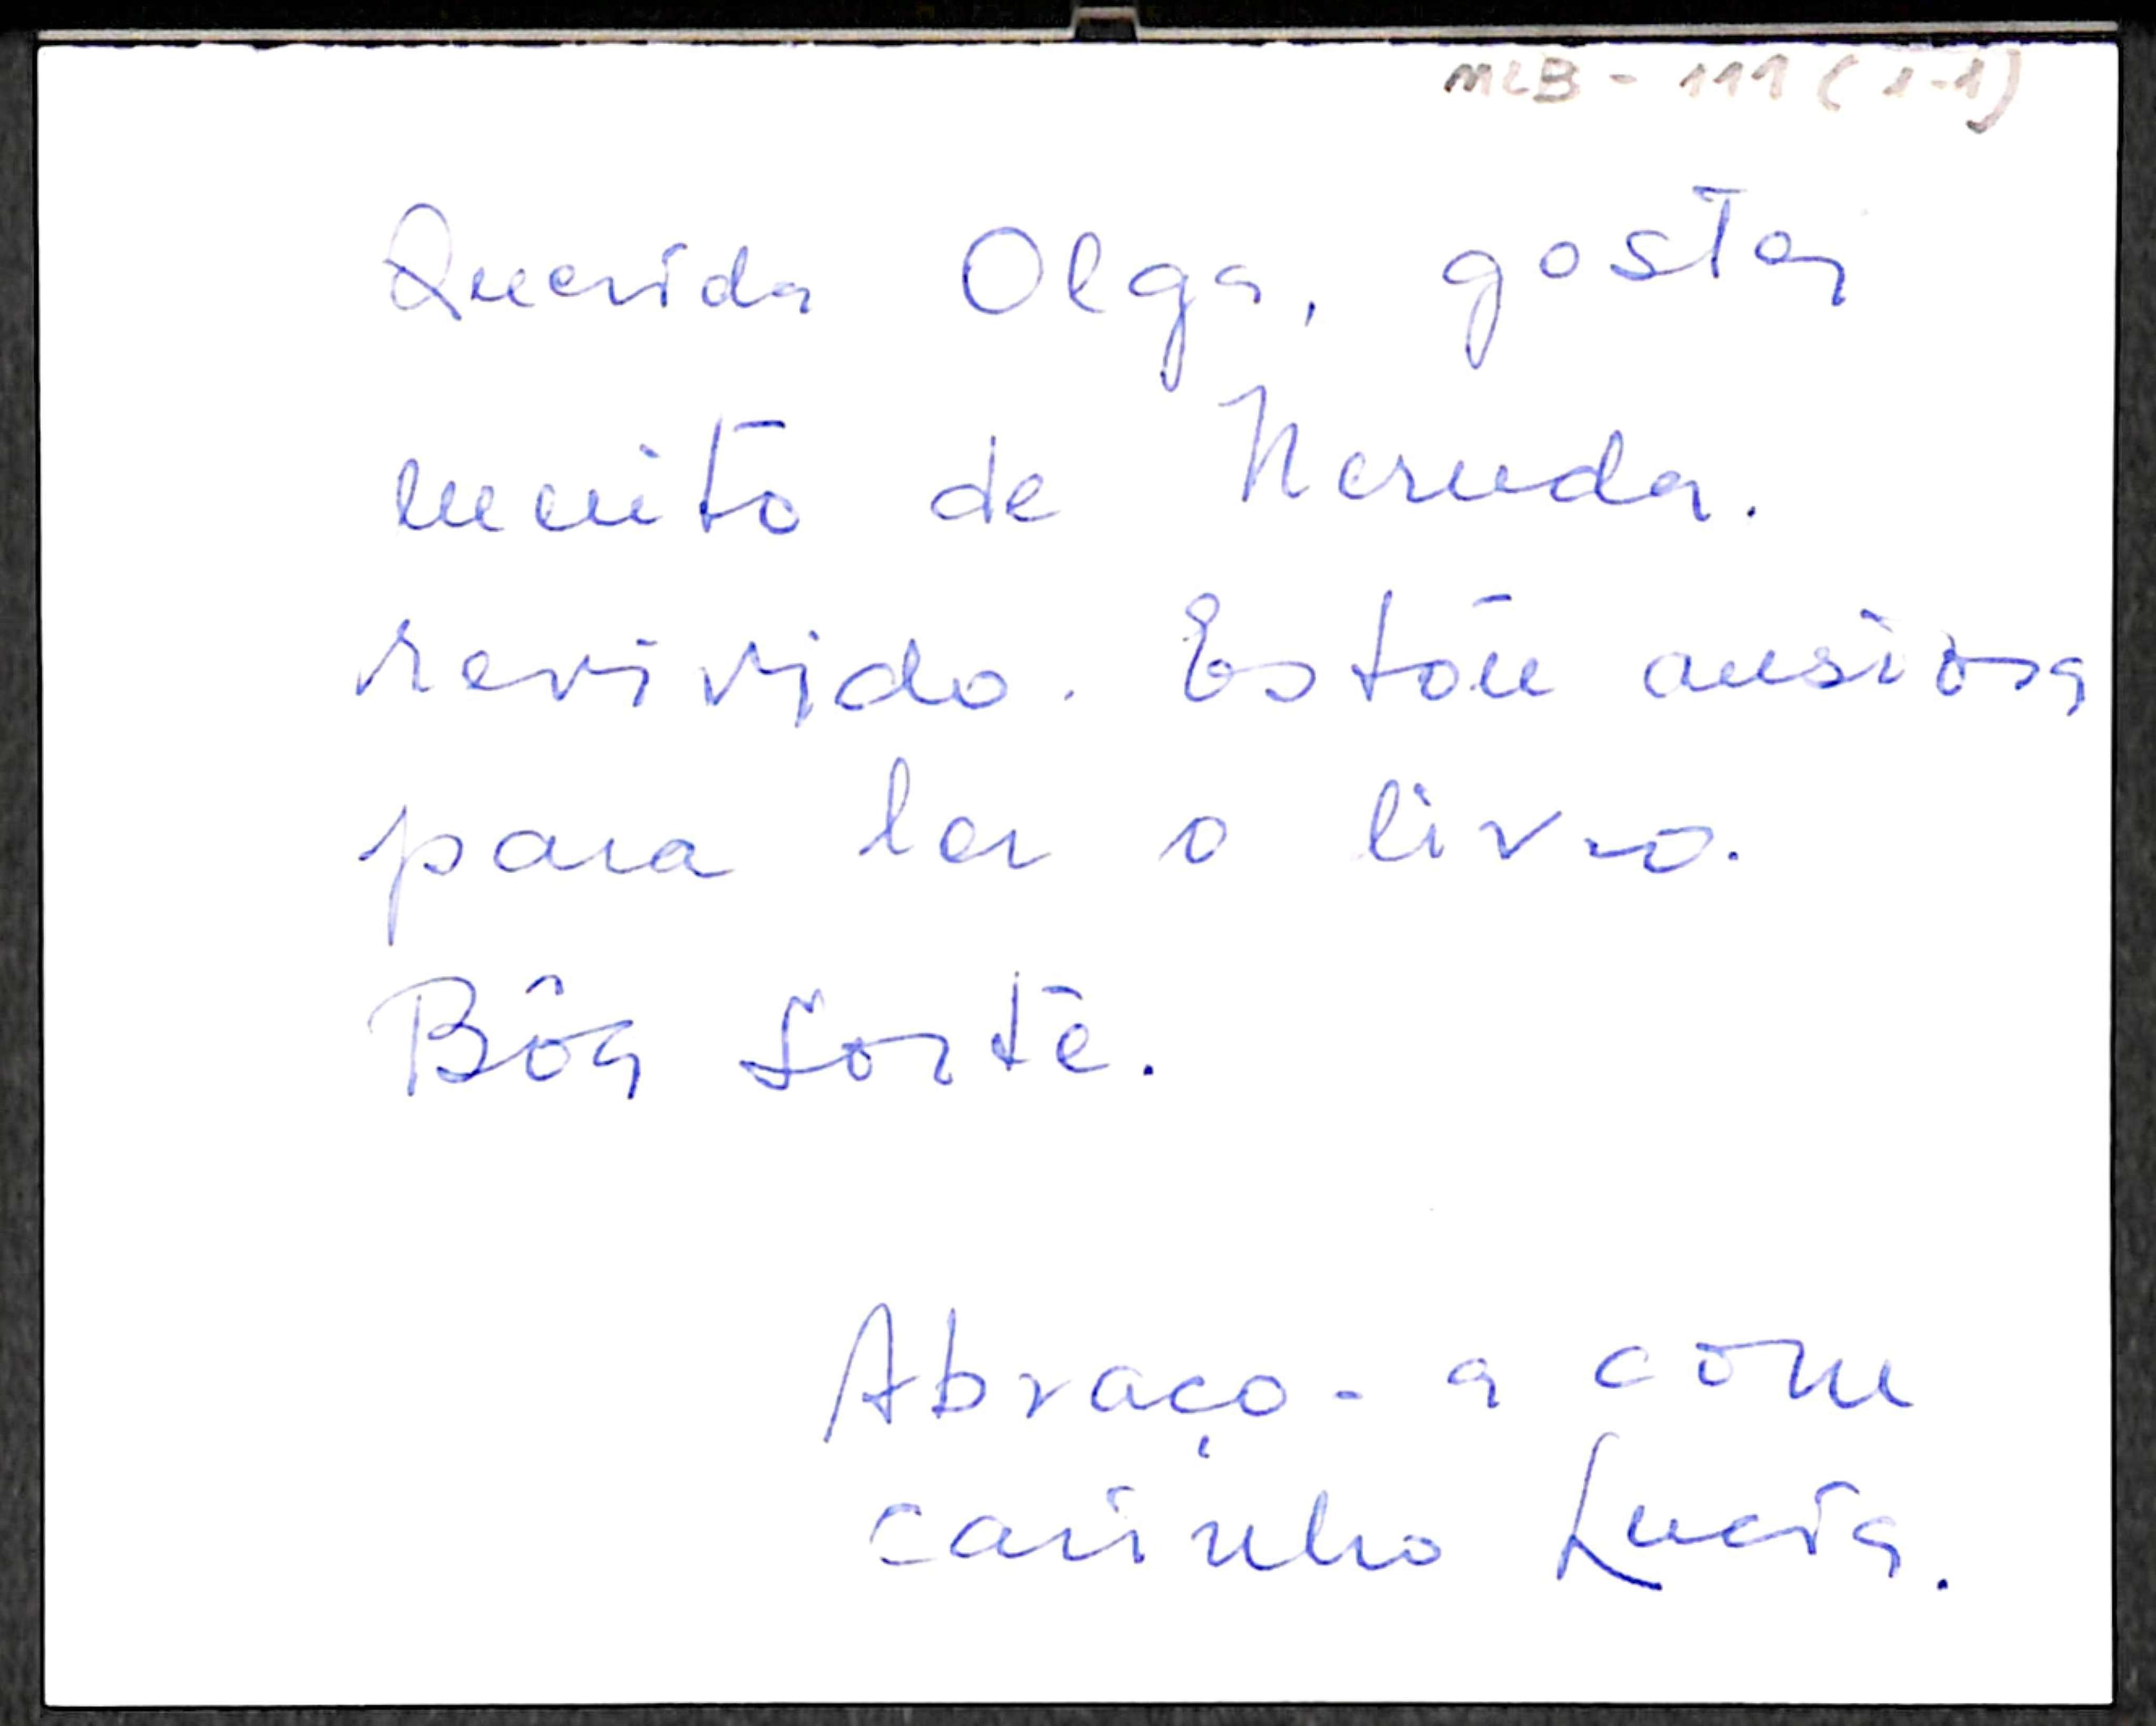 MLB - 111 (1-1)
Querida Olga, gostei
muito de Neruda.
revivido. Estou ansiosa
para ler o livro.
Bôa Sorte.
Abraço-a com
carinho Lucia.